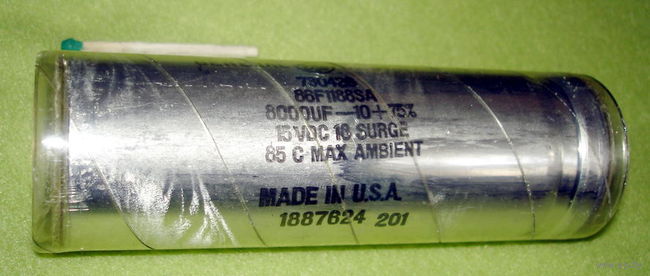 86F1188SA
8000UF-10+75%
15VDC 18 SURGE
85 C MAX AMBIENT
MADE IN U.S.A.
1887624 201